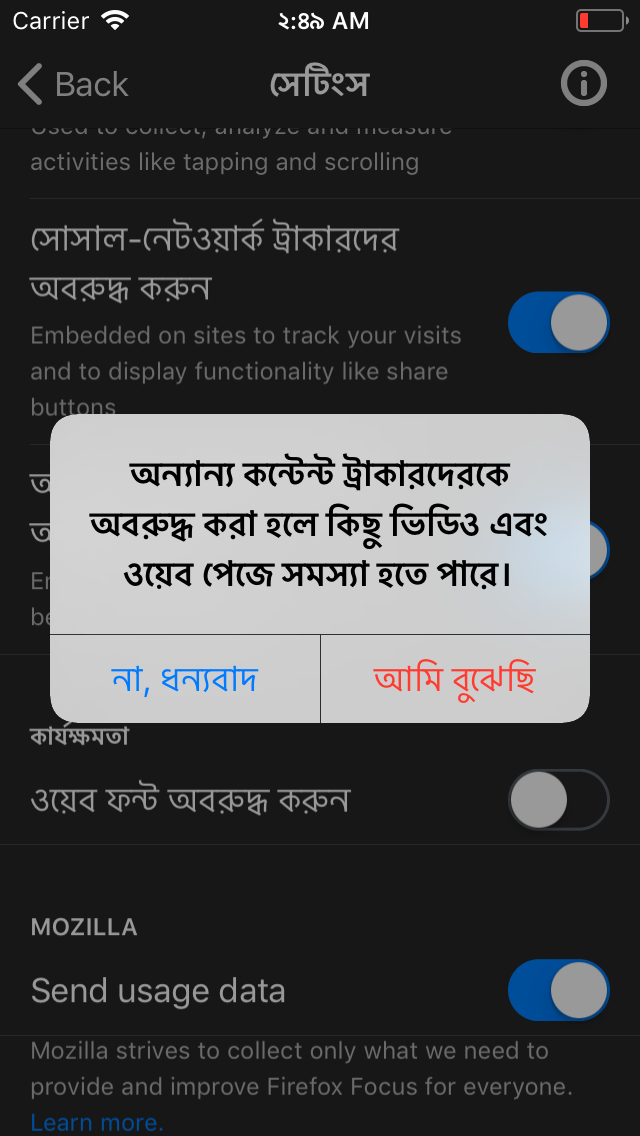 Carrier
২:৪৯ AM
Back
সেটিংস
Used to collect, analyze and measure
activities like tapping and scrolling
সোসাল-নেটওয়ার্ক ট্রাকারদের
অবরুদ্ধ করুন
Embedded on sites to track your visits
and to display functionality like share
buttons
অন্যান্য কন্টেন্ট ট্রাকারদেরকে
অবরুদ্ধ করা হলে কিছু ভিডিও এবং
ওয়েব পেজে সমস্যা হতে পারে।
না, ধন্যবাদ
আমি বুঝেছি
কার্যক্ষমতা
ওয়েব ফন্ট অবরুদ্ধ করুন
MOZILLA
Send usage data
Mozilla strives to collect only what we need to
provide and improve Firefox Focus for everyone.
Learn more.